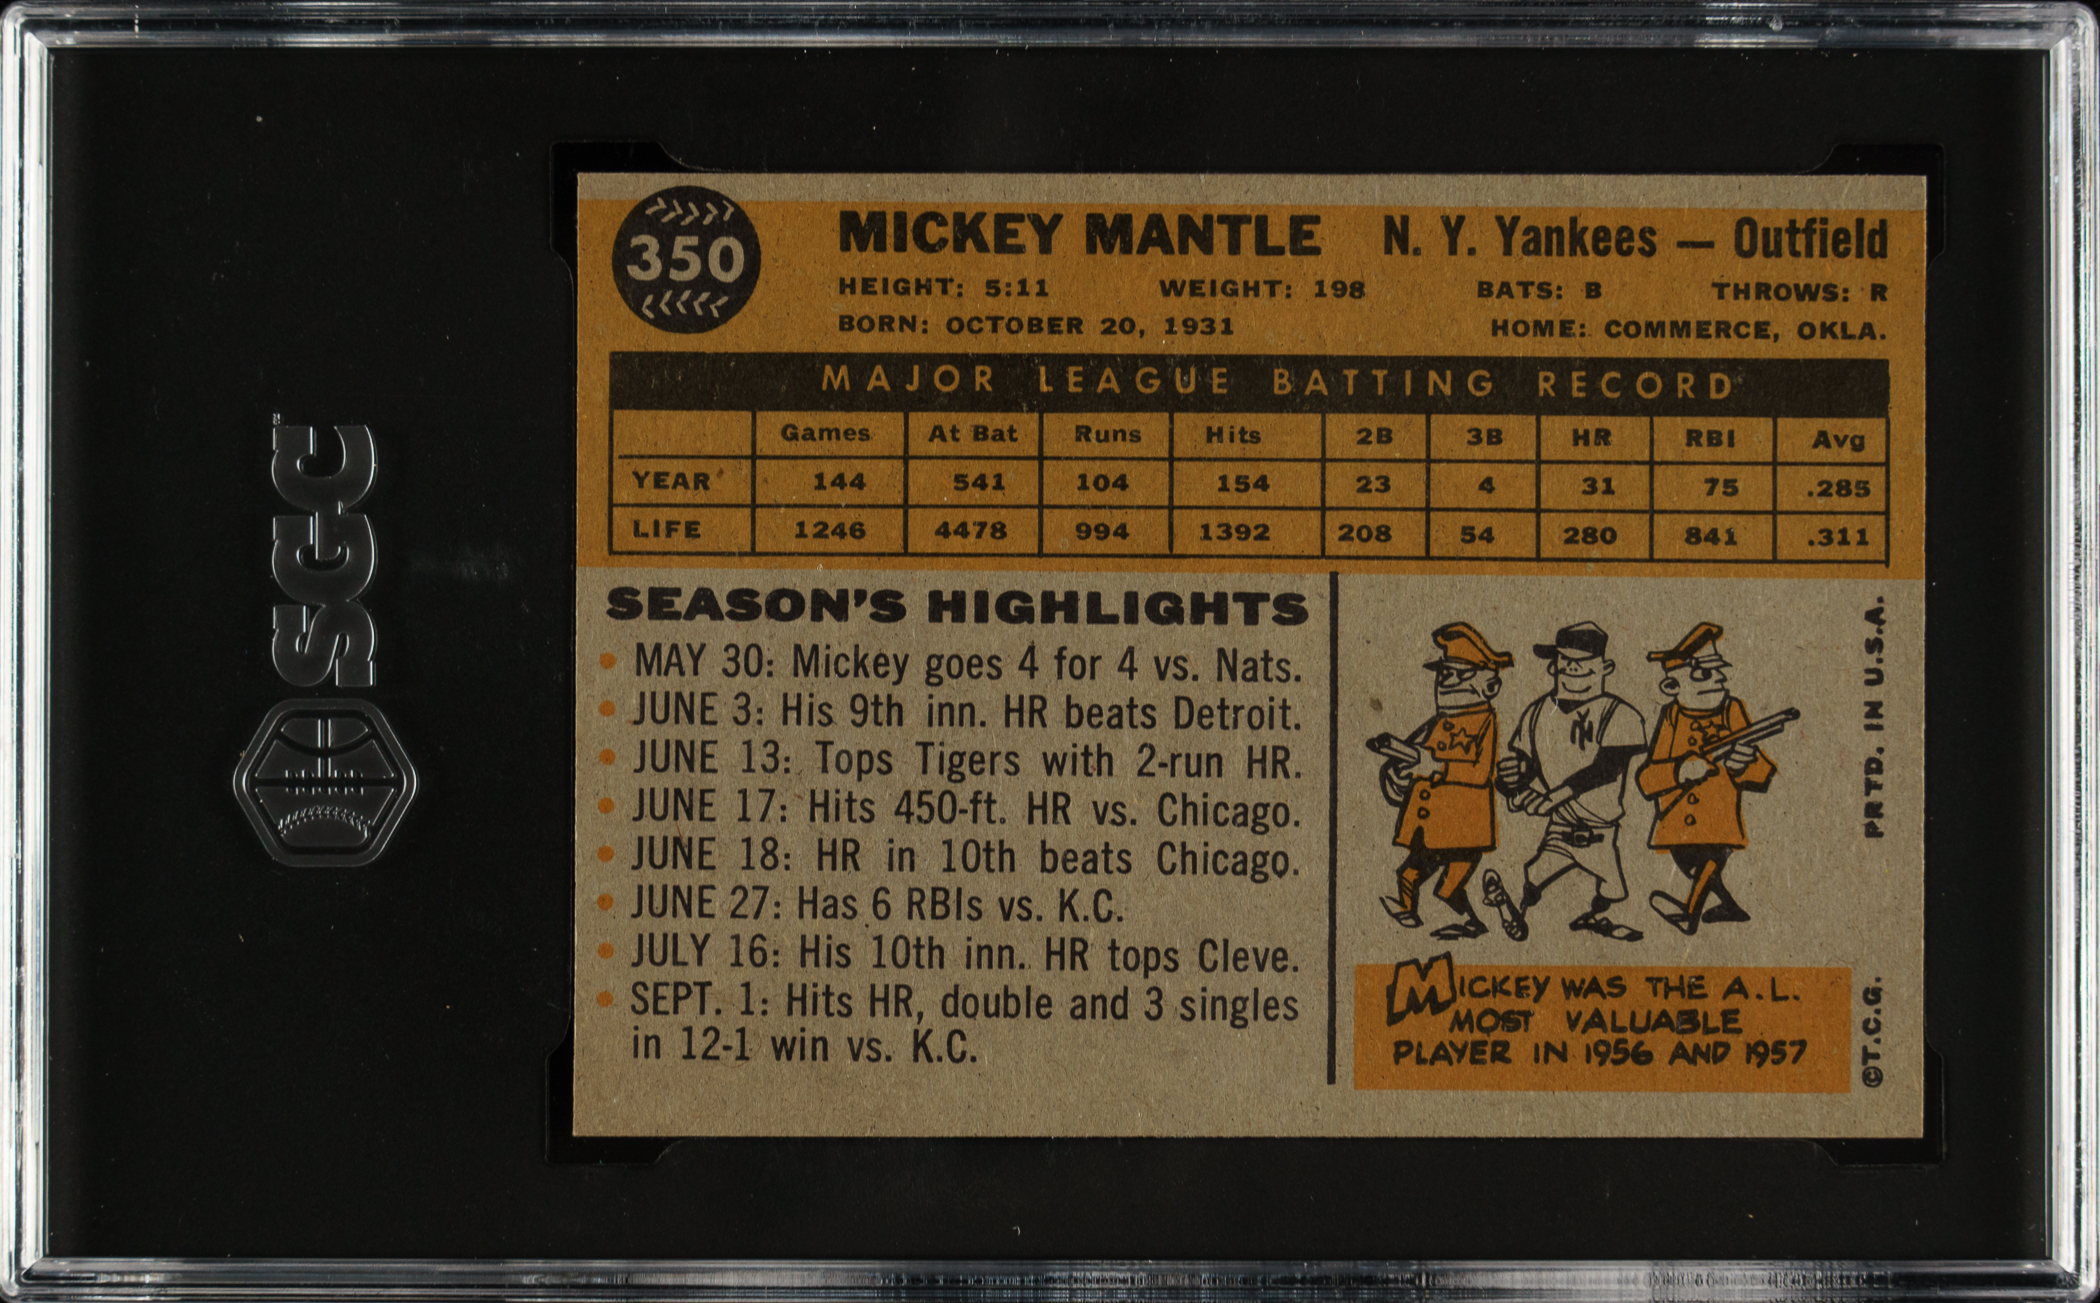 SGC
350
MICKEY MANTLE N. Y. Yankees — Outfield
HEIGHT: 5:11 WEIGHT: 198 BATS: B THROWS: R
BORN: OCTOBER 20, 1931 HOME: COMMERCE, OKLA.
MAJOR LEAGUE BATTING RECORD
Games At Bat Runs Hits 2B 3B HR RBI Avg
YEAR 144 541 104 154 23 4 31 75 .285
LIFE 1246 4478 994 1392 208 54 280 841 .311
SEASON'S HIGHLIGHTS
MAY 30: Mickey goes 4 for 4 vs. Nats.
JUNE 3: His 9th inn. HR beats Detroit.
JUNE 13: Tops Tigers with 2-run HR.
JUNE 17: Hits 450-ft. HR vs. Chicago.
JUNE 18: HR in 10th beats Chicago.
JUNE 27: Has 6 RBIs vs. K.C.
JULY 16: His 10th inn. HR tops Cleve.
SEPT. 1: Hits HR, double and 3 singles
in 12-1 win vs. K.C.
NY
MICKEY WAS THE A.L.
MOST VALUABLE
PLAYER IN 1956 AND 1957
©T.C.G. PRTD. IN U.S.A.